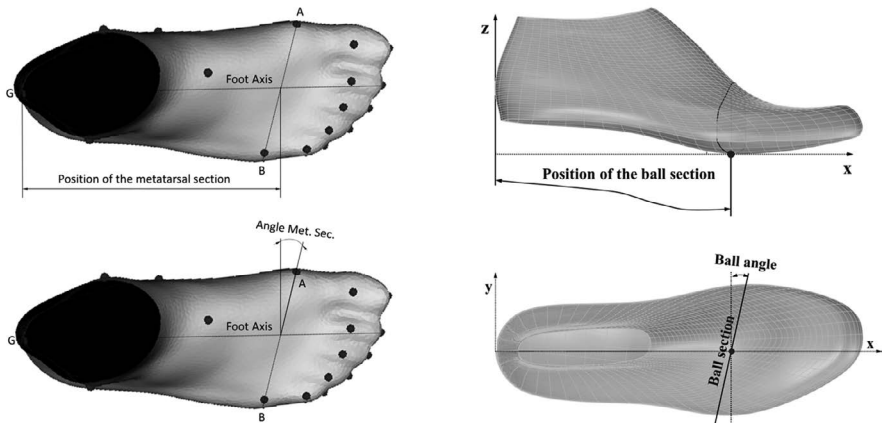 A
Foot Axis
G
B
Position of the metatarsal section
z
Position of the ball section
x
Angle Met. Sec.
A
Foot Axis
G
B
Ball angle
y
Ball section
x